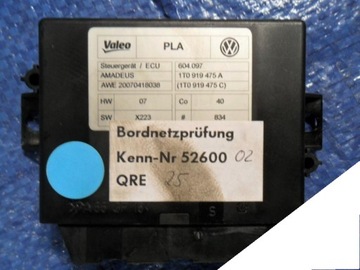 Valeo PLA
Steuergerät / ECU 604.097
AMADEUS 1T0 919 475 A
AWE 20070418038 (1T0 919 475 C)
HW 07 Co 40
SW X223 # 834
Bordnetzprüfung
Kenn-Nr 52600 02
QRE 25